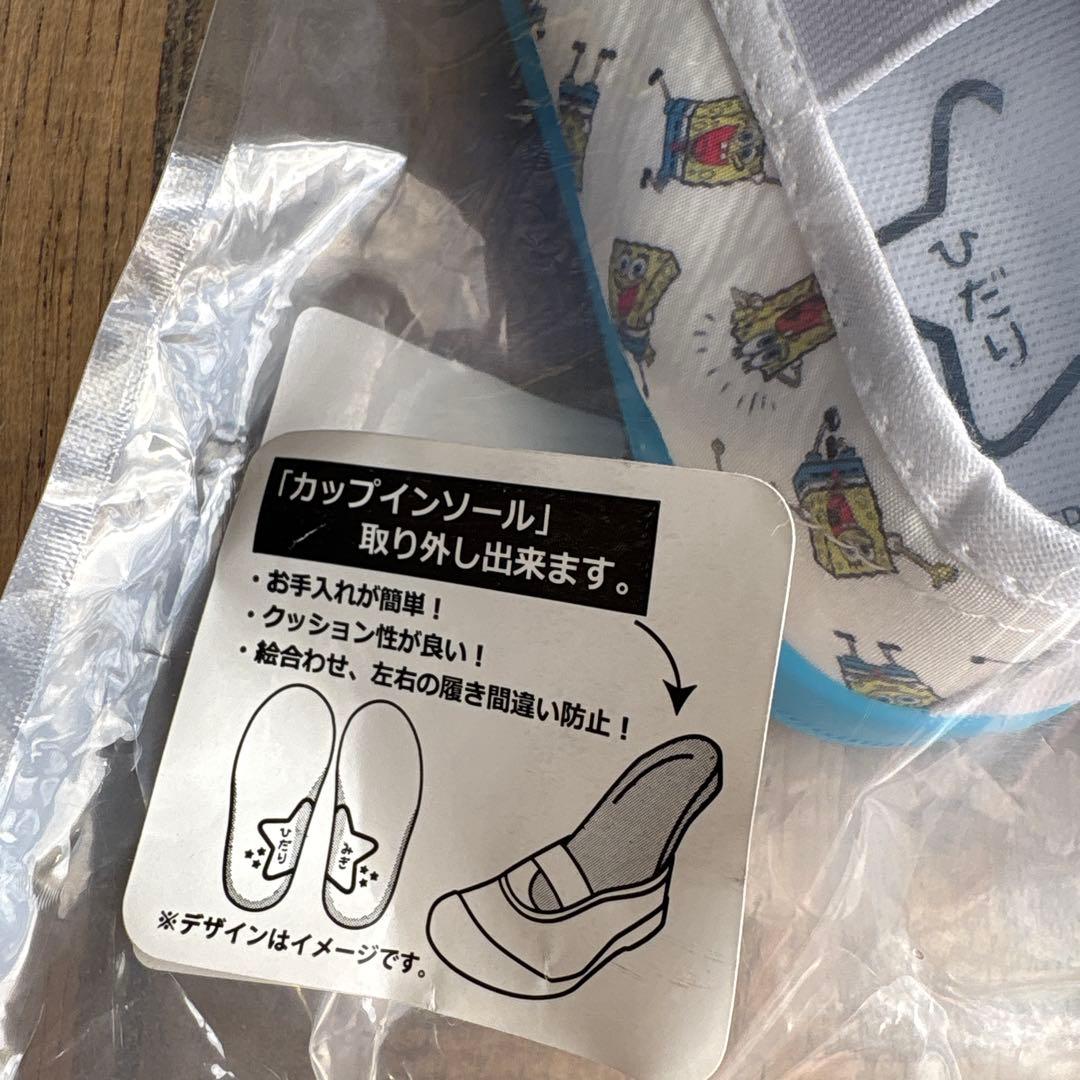 ひだり
「カップインソール」
取り外し出来ます。
・お手入れが簡単！
・クッション性が良い！
・絵合わせ、左右の履き間違い防止！
ひだり
みぎ
※デザインはイメージです。